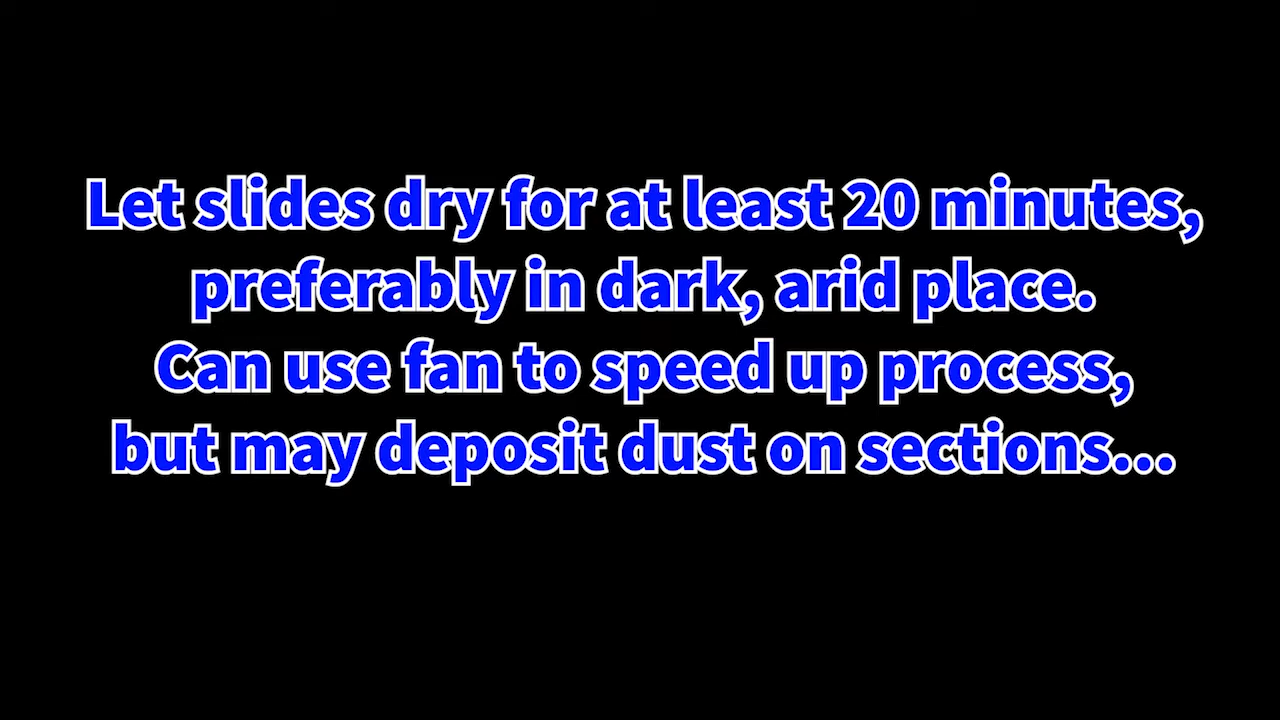 Let slides dry for at least 20 minutes,
preferably in dark, arid place.
Can use fan to speed up process,
but may deposit dust on sections...